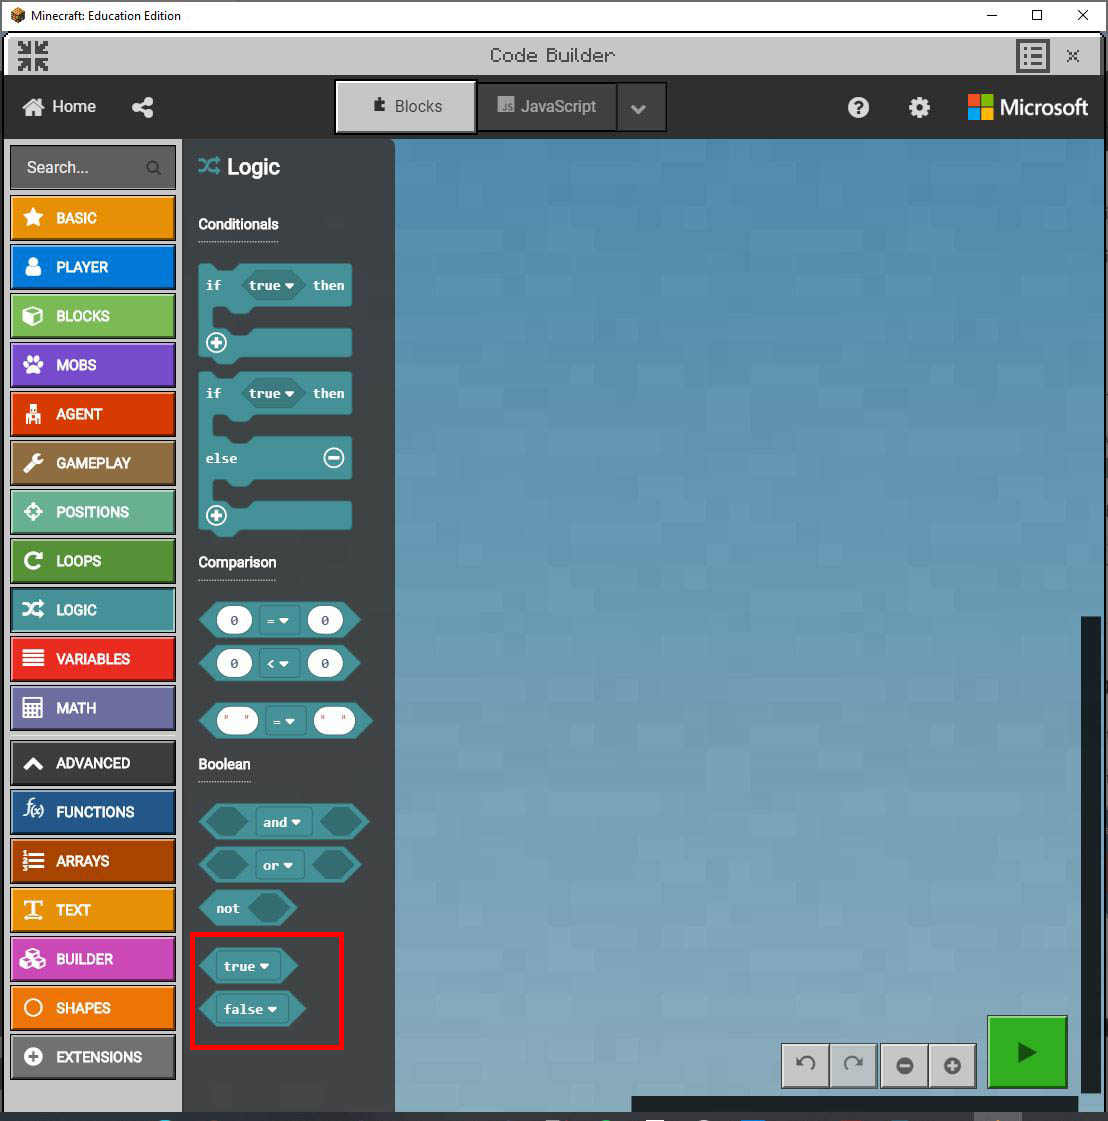 Minecraft: Education Edition
Code Builder
Home
Blocks
JS JavaScript
?
Microsoft
Search...
BASIC
PLAYER
BLOCKS
MOBS
AGENT
GAMEPLAY
POSITIONS
LOOPS
LOGIC
VARIABLES
MATH
ADVANCED
f(x) FUNCTIONS
ARRAYS
TEXT
BUILDER
SHAPES
EXTENSIONS
Logic
Conditionals
if true then
if true then
else
Comparison
0 = 0
0 < 0
" " = " "
Boolean
and
or
not
true
false